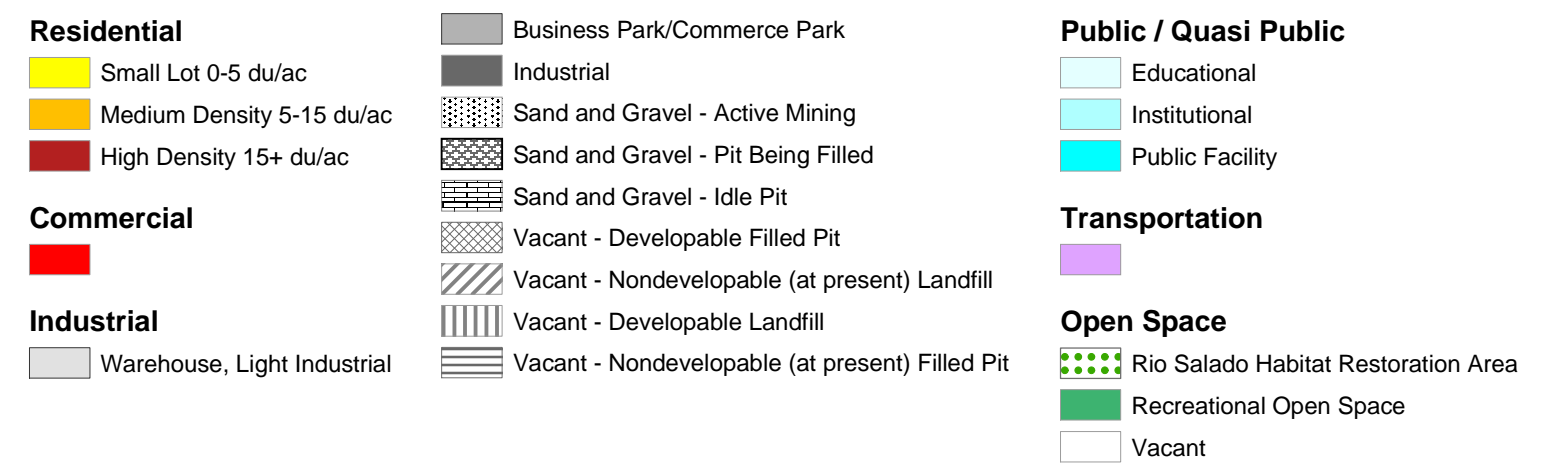 Residential
Small Lot 0-5 du/ac
Medium Density 5-15 du/ac
High Density 15+ du/ac
Commercial
Industrial
Warehouse, Light Industrial
Business Park/Commerce Park
Industrial
Sand and Gravel - Active Mining
Sand and Gravel - Pit Being Filled
Sand and Gravel - Idle Pit
Vacant - Developable Filled Pit
Vacant - Nondevelopable (at present) Landfill
Vacant - Developable Landfill
Vacant - Nondevelopable (at present) Filled Pit
Public / Quasi Public
Educational
Institutional
Public Facility
Transportation
Open Space
Rio Salado Habitat Restoration Area
Recreational Open Space
Vacant